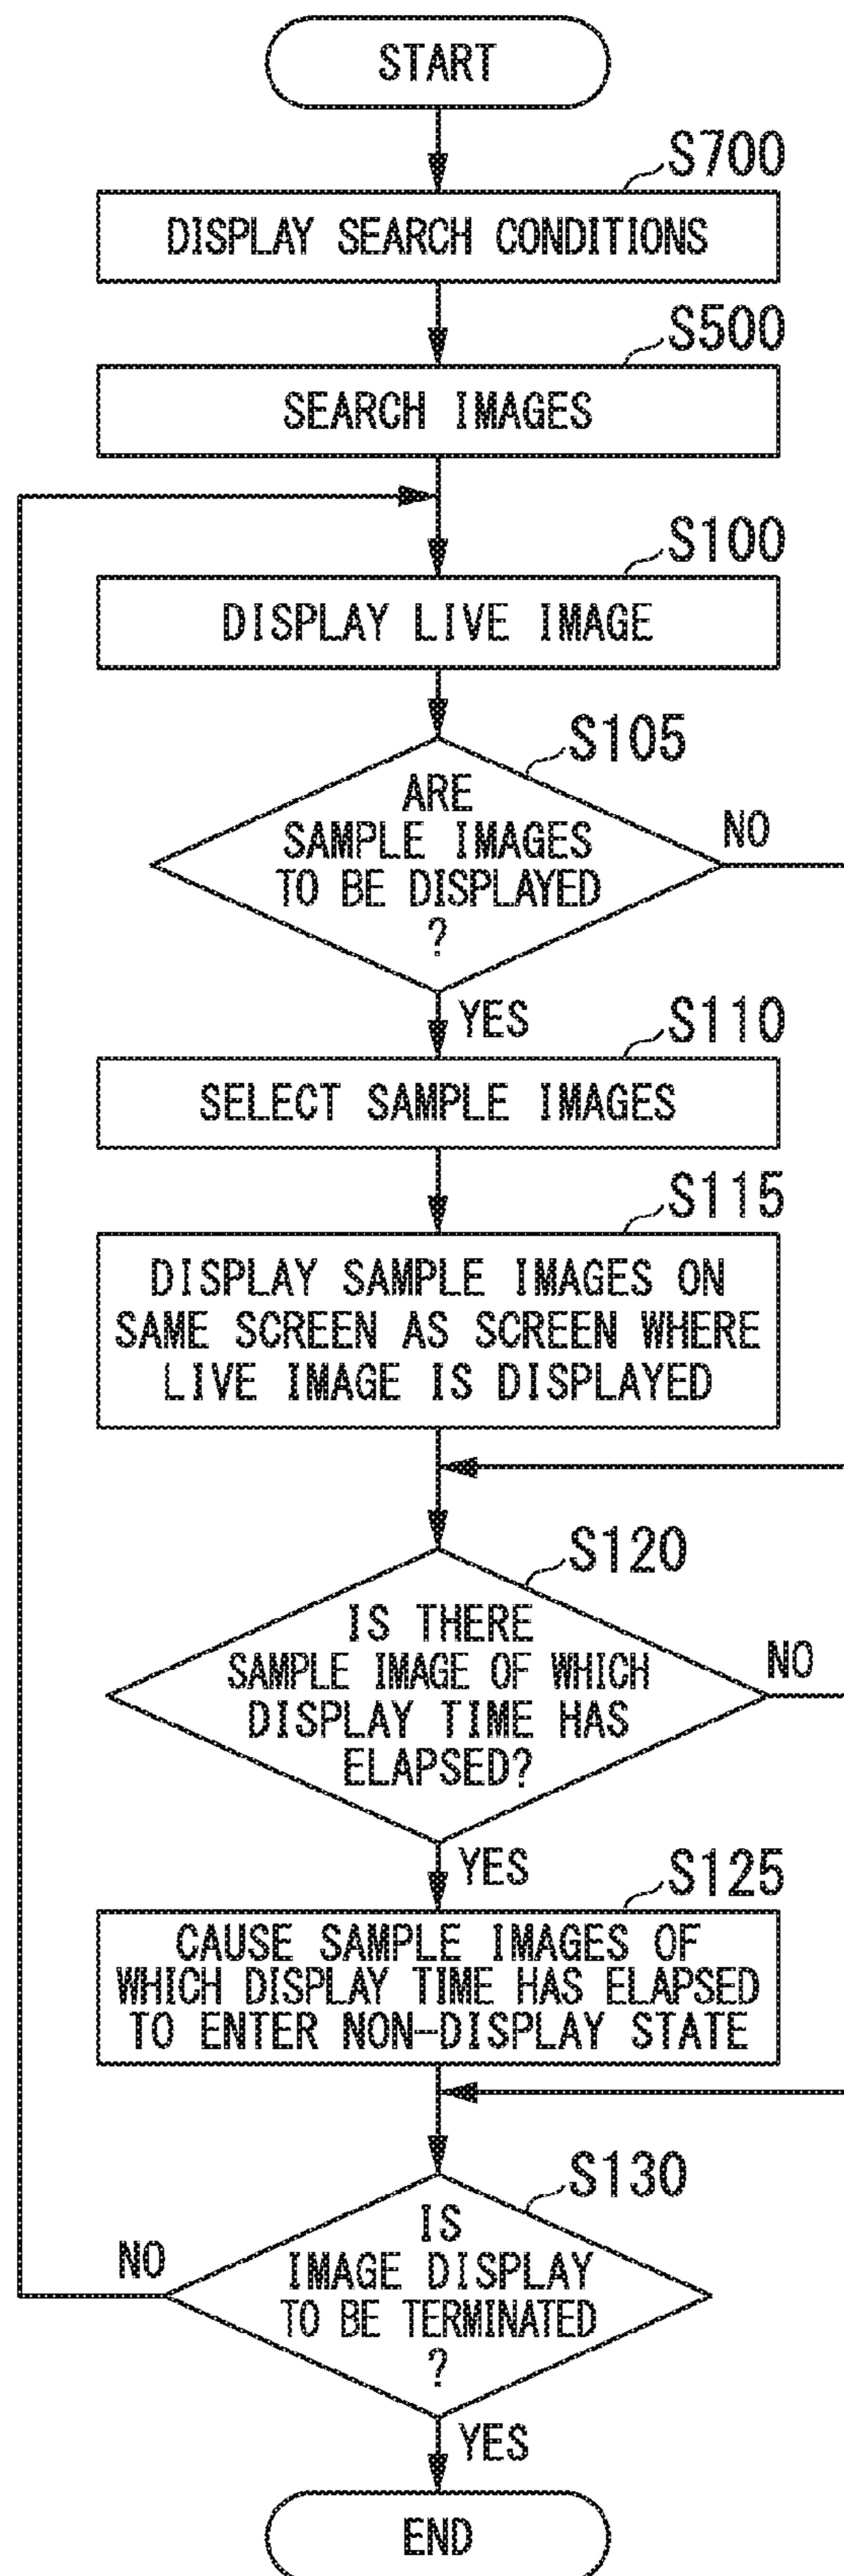 START
S700
DISPLAY SEARCH CONDITIONS
S500
SEARCH IMAGES
S100
DISPLAY LIVE IMAGE
S105
ARE
SAMPLE IMAGES
TO BE DISPLAYED
?
NO
YES
S110
SELECT SAMPLE IMAGES
S115
DISPLAY SAMPLE IMAGES ON
SAME SCREEN AS SCREEN WHERE
LIVE IMAGE IS DISPLAYED
S120
IS THERE
SAMPLE IMAGE OF WHICH
DISPLAY TIME HAS
ELAPSED?
NO
YES
S125
CAUSE SAMPLE IMAGES OF
WHICH DISPLAY TIME HAS ELAPSED
TO ENTER NON-DISPLAY STATE
S130
IS
IMAGE DISPLAY
TO BE TERMINATED
?
NO
YES
END